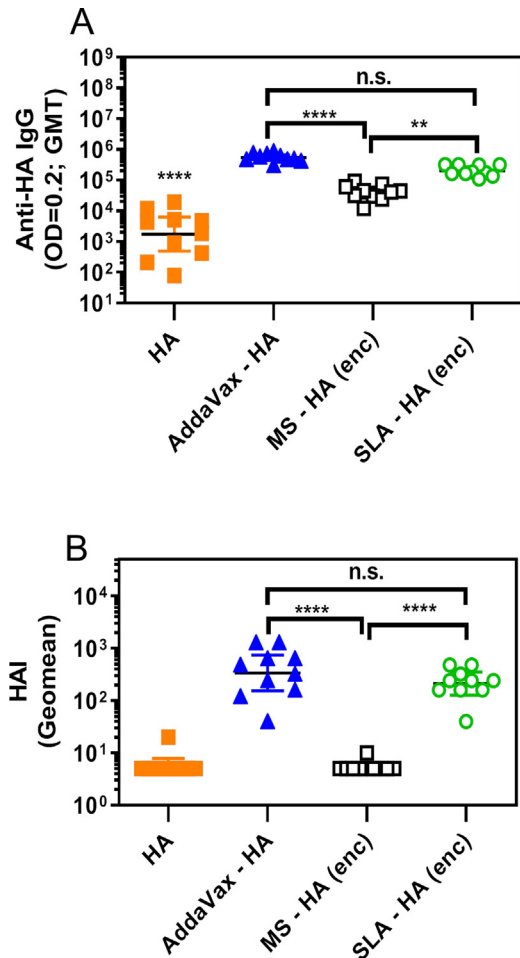 A
Anti-HA IgG
(OD=0.2; GMT)
10⁹
10⁸
10⁷
10⁶
10⁵
10⁴
10³
10²
10¹
n.s.
****
**
****
HA
AddaVax - HA
MS - HA (enc)
SLA - HA (enc)
B
HAI
(Geomean)
10⁴
10³
10²
10¹
10⁰
n.s.
****
****
HA
AddaVax - HA
MS - HA (enc)
SLA - HA (enc)